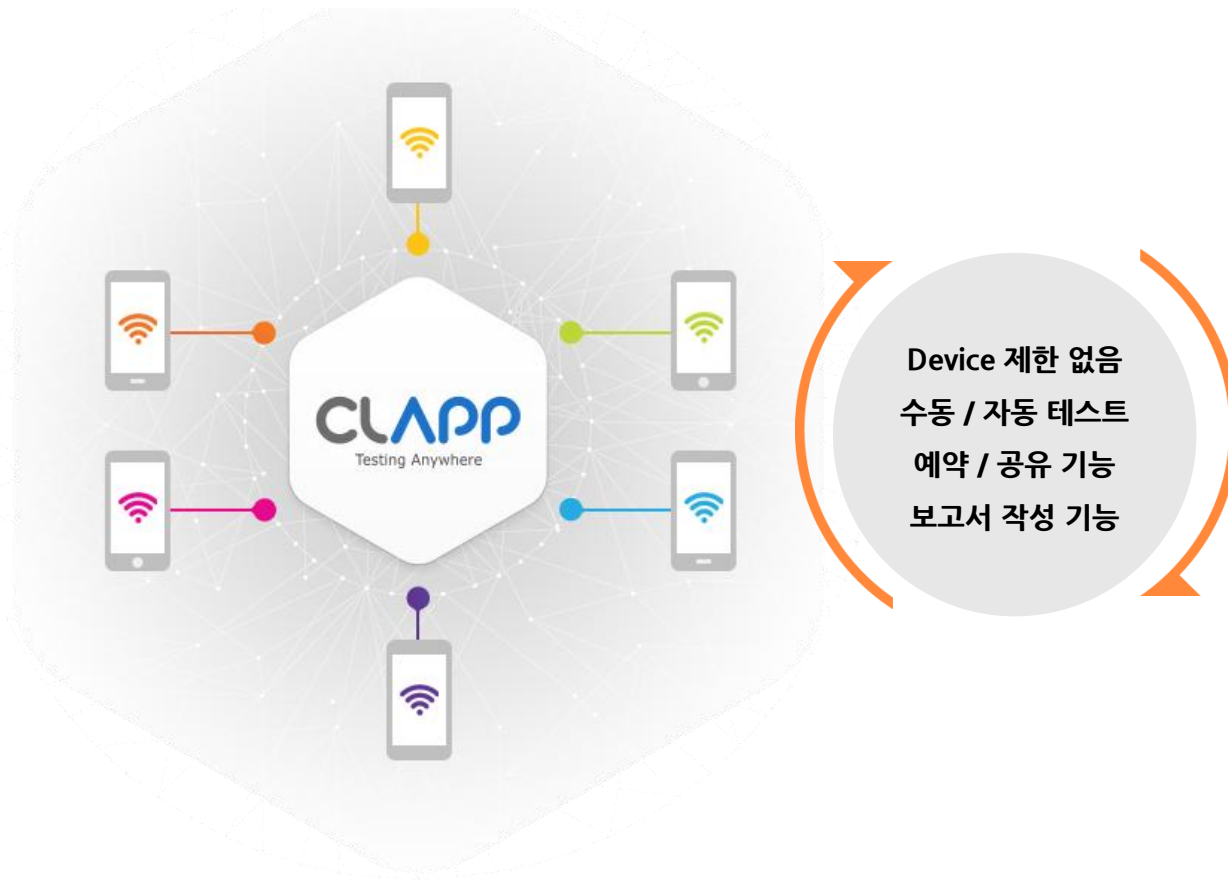 CLAPP
Testing Anywhere
Device 제한 없음
수동 / 자동 테스트
예약 / 공유 기능
보고서 작성 기능